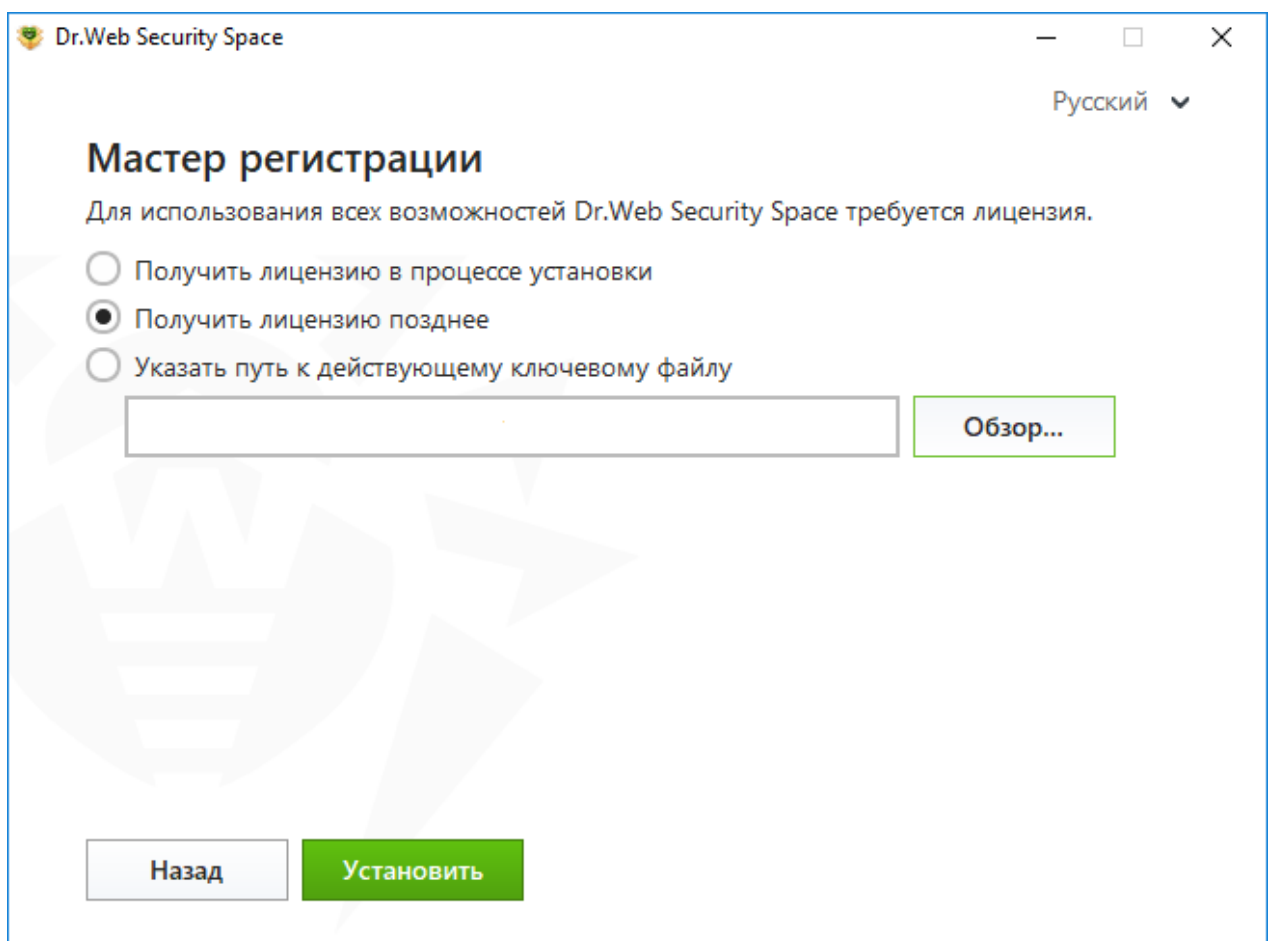 Dr.Web Security Space
Русский
Мастер регистрации
Для использования всех возможностей Dr.Web Security Space требуется лицензия.
Получить лицензию в процессе установки
Получить лицензию позднее
Указать путь к действующему ключевому файлу
Обзор...
Назад
Установить